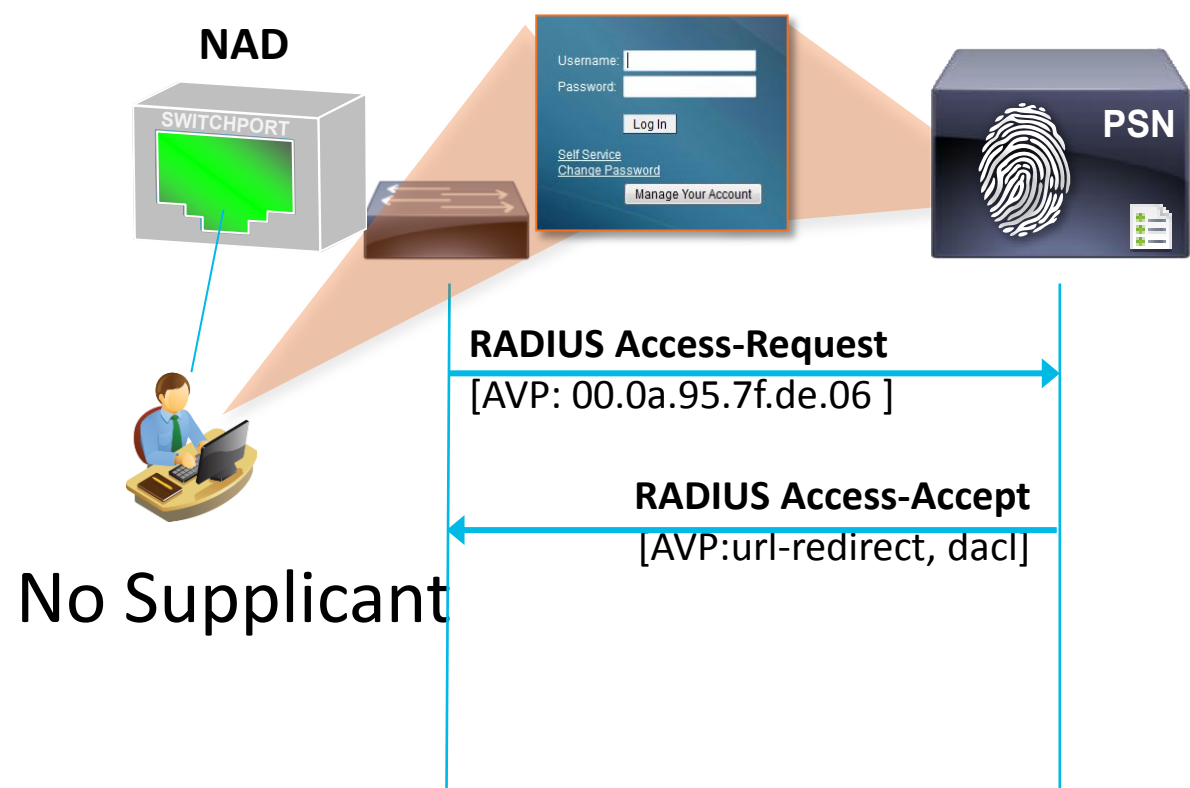 NAD
SWITCHPORT
Username:
Password:
Log In
Self Service
Change Password
Manage Your Account
PSN
RADIUS Access-Request
[AVP: 00.0a.95.7f.de.06 ]
RADIUS Access-Accept
[AVP:url-redirect, dacl]
No Supplicant